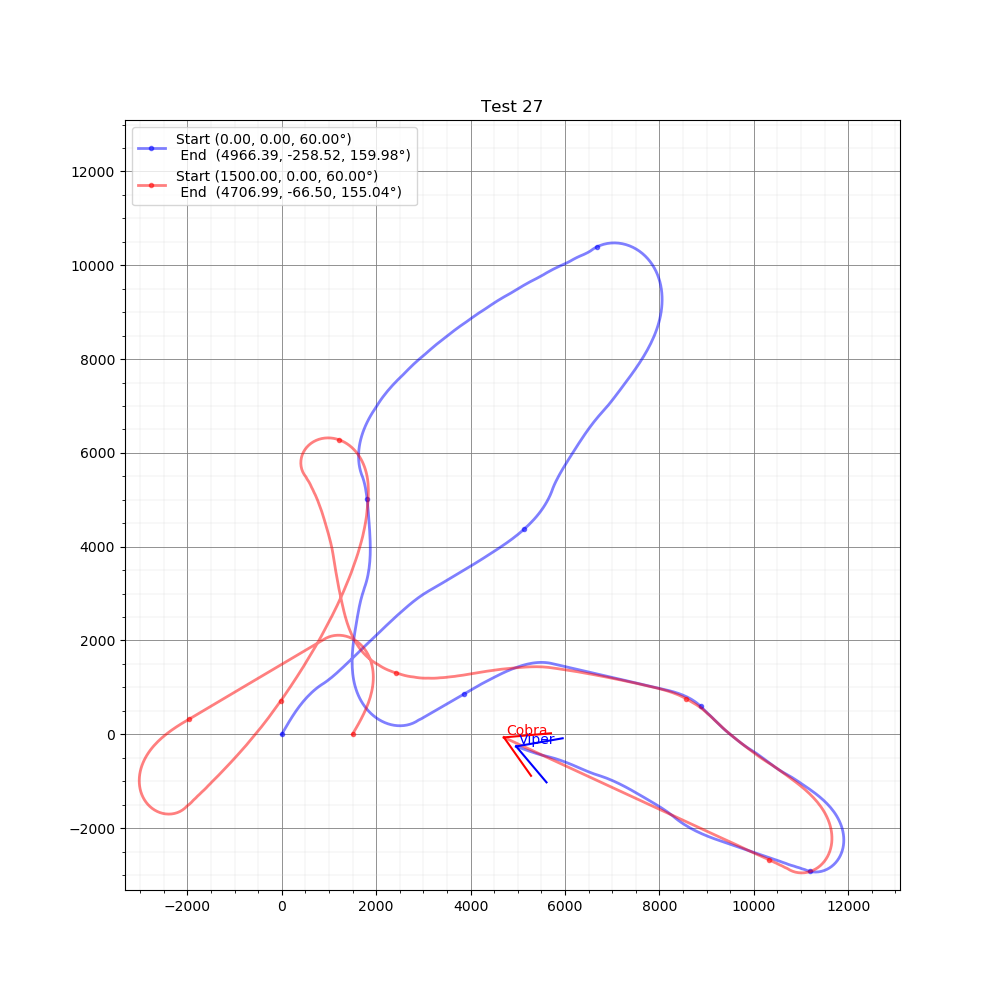 Test 27
Start (0.00, 0.00, 60.00°)
End (4966.39, -258.52, 159.98°)
Start (1500.00, 0.00, 60.00°)
End (4706.99, -66.50, 155.04°)
12000
10000
8000
6000
4000
2000
0
−2000
Cobra
Viper
−2000 0 2000 4000 6000 8000 10000 12000